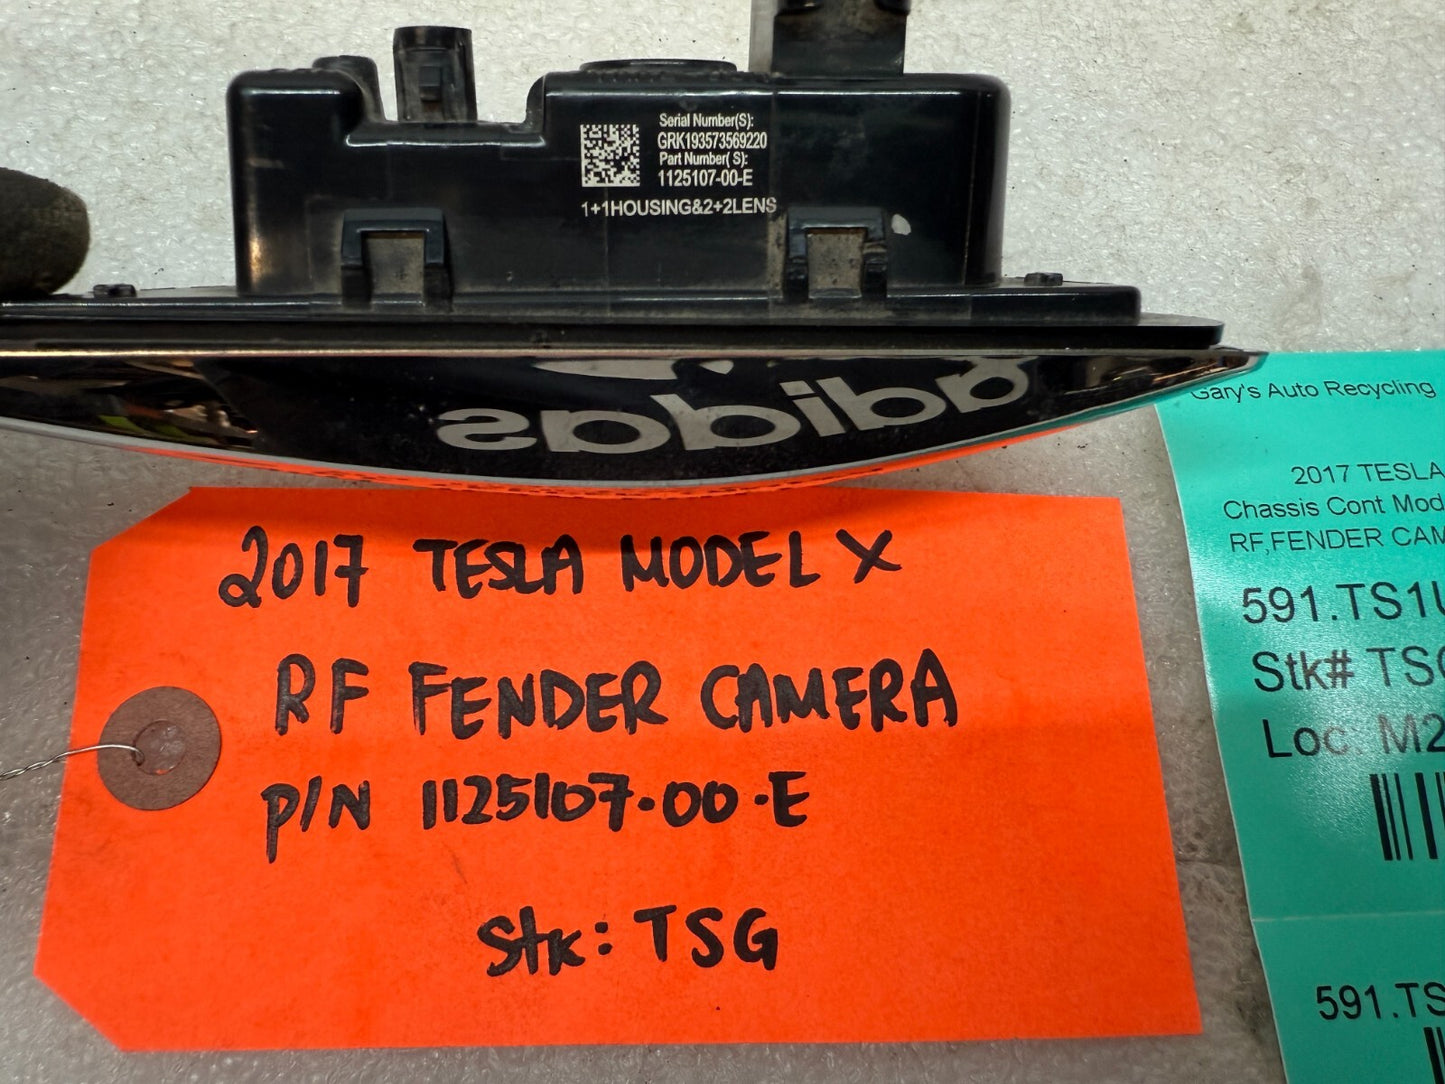 Serial Number(S):
GRK193573569220
Part Number( S):
1125107-00-E
1+1HOUSING&2+2LENS
adidas
2017 TESLA MODEL X
RF FENDER CAMERA
P/N 1125107-00-E
Stk: TSG
Gary's Auto Recycling
2017 TESLA
Chassis Cont Mod
RF,FENDER CAM
591.TS1
Stk# TSG
Loc. M2
591.TS